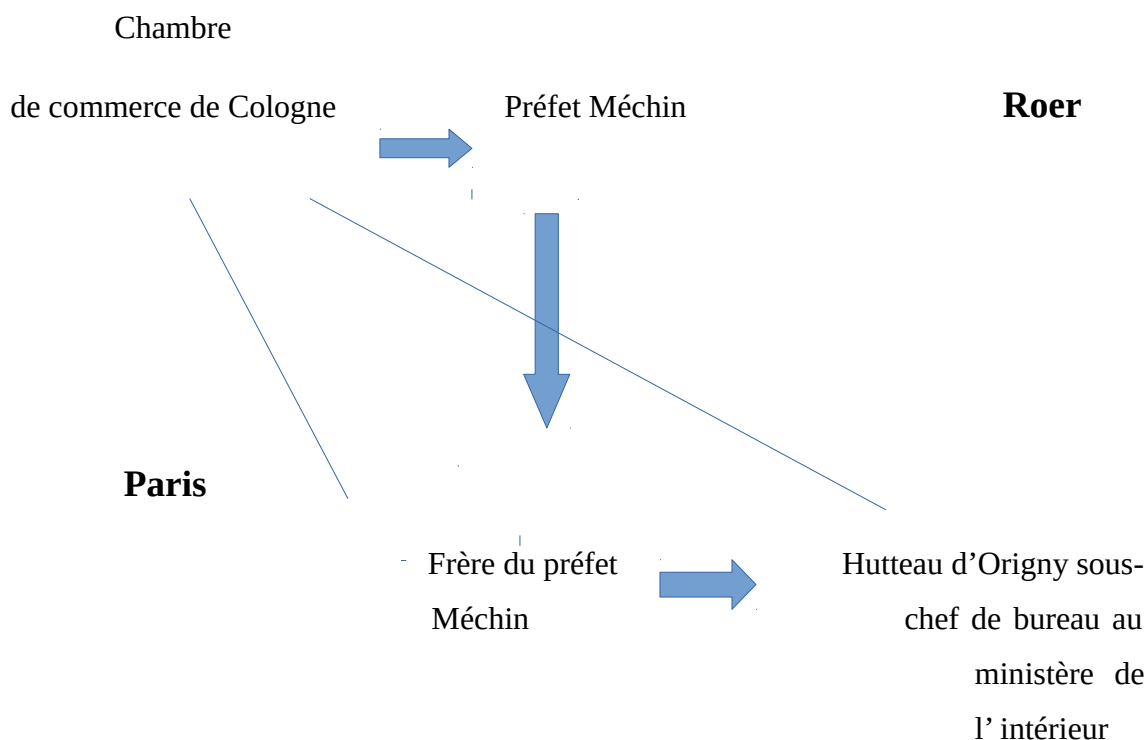 Chambre
de commerce de Cologne
Préfet Méchin
Roer
Paris
Frère du préfet
Méchin
Hutteau d’Origny sous-
chef de bureau au
ministère de
l’ intérieur